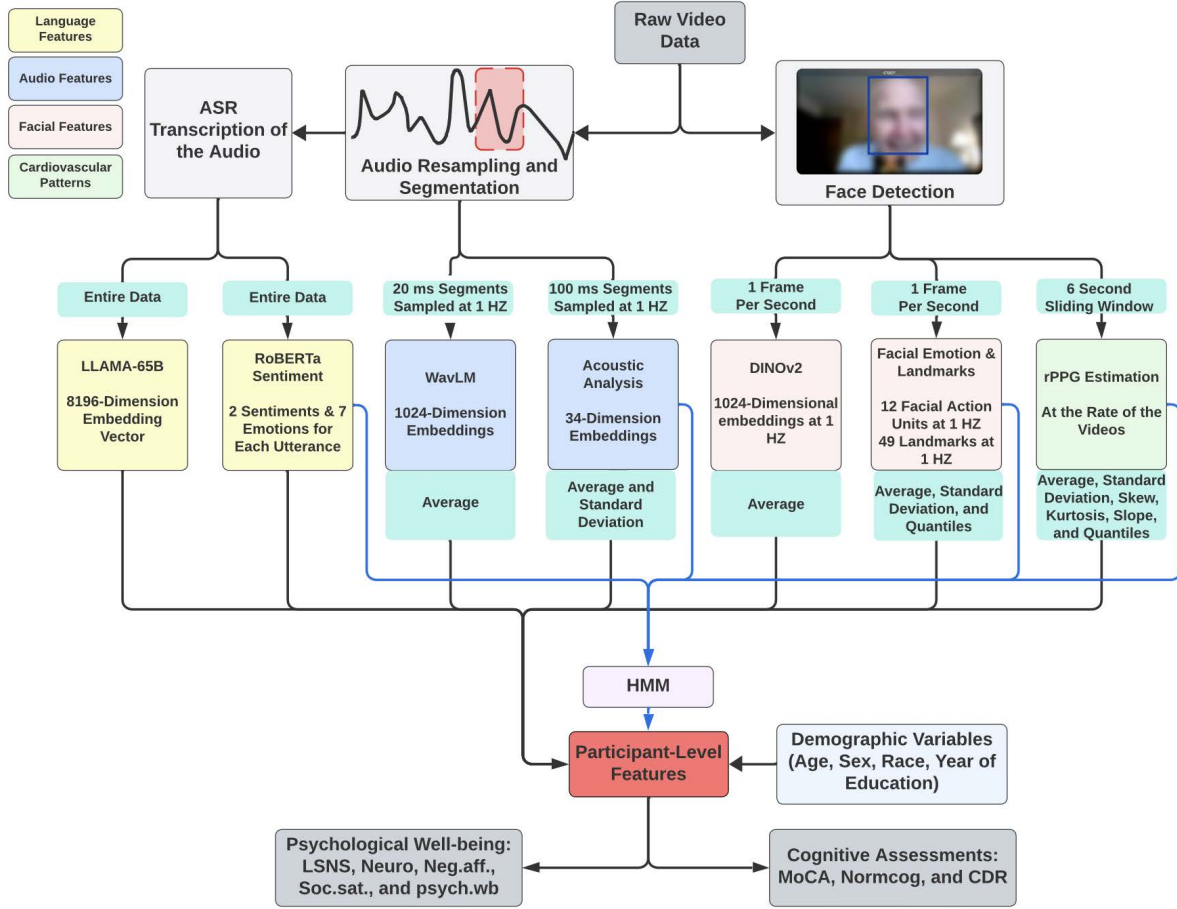 Language
Features
Audio Features
Facial Features
Cardiovascular
Patterns
Raw Video
Data
ASR
Transcription of
the Audio
Audio Resampling and
Segmentation
Face Detection
Entire Data
Entire Data
20 ms Segments
Sampled at 1 HZ
100 ms Segments
Sampled at 1 HZ
1 Frame
Per Second
1 Frame
Per Second
6 Second
Sliding Window
LLAMA-65B
8196-Dimension
Embedding
Vector
RoBERTa
Sentiment
2 Sentiments & 7
Emotions for
Each Utterance
WavLM
1024-Dimension
Embeddings
Acoustic
Analysis
34-Dimension
Embeddings
DINOv2
1024-Dimensional
embeddings at 1
HZ
Facial Emotion &
Landmarks
12 Facial Action
Units at 1 HZ
49 Landmarks at
1 HZ
rPPG Estimation
At the Rate of the
Videos
Average
Average and
Standard
Deviation
Average
Average, Standard
Deviation, and
Quantiles
Average, Standard
Deviation, Skew,
Kurtosis, Slope,
and Quantiles
HMM
Participant-Level
Features
Demographic Variables
(Age, Sex, Race, Year of
Education)
Psychological Well-being:
LSNS, Neuro, Neg.aff.,
Soc.sat., and psych.wb
Cognitive Assessments:
MoCA, Normcog, and CDR